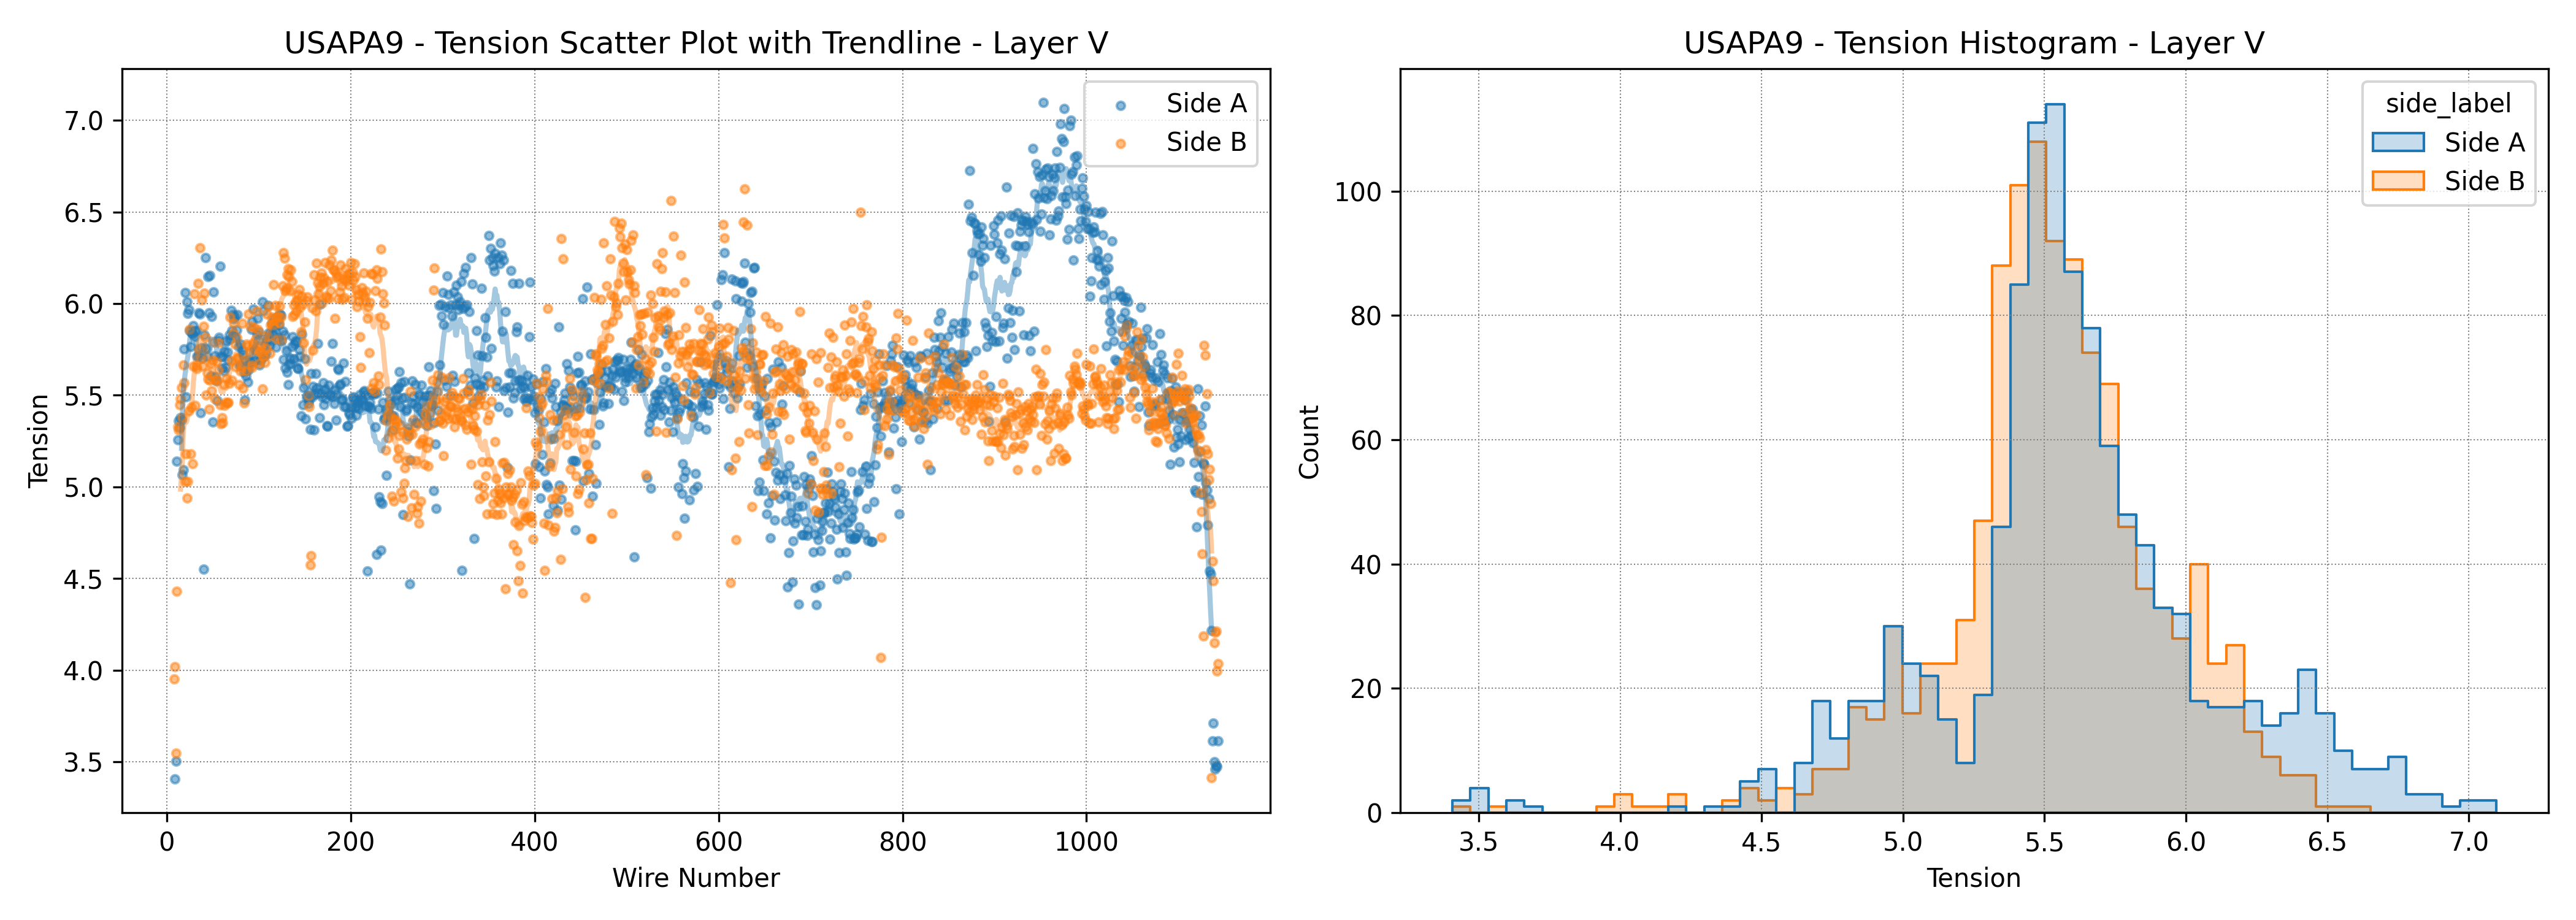 USAPA9 - Tension Scatter Plot with Trendline - Layer V
Side A
Side B
7.0
6.5
6.0
5.5
5.0
4.5
4.0
3.5
Tension
0 200 400 600 800 1000
Wire Number
USAPA9 - Tension Histogram - Layer V
side_label
Side A
Side B
100
80
60
40
20
0
Count
3.5 4.0 4.5 5.0 5.5 6.0 6.5 7.0
Tension